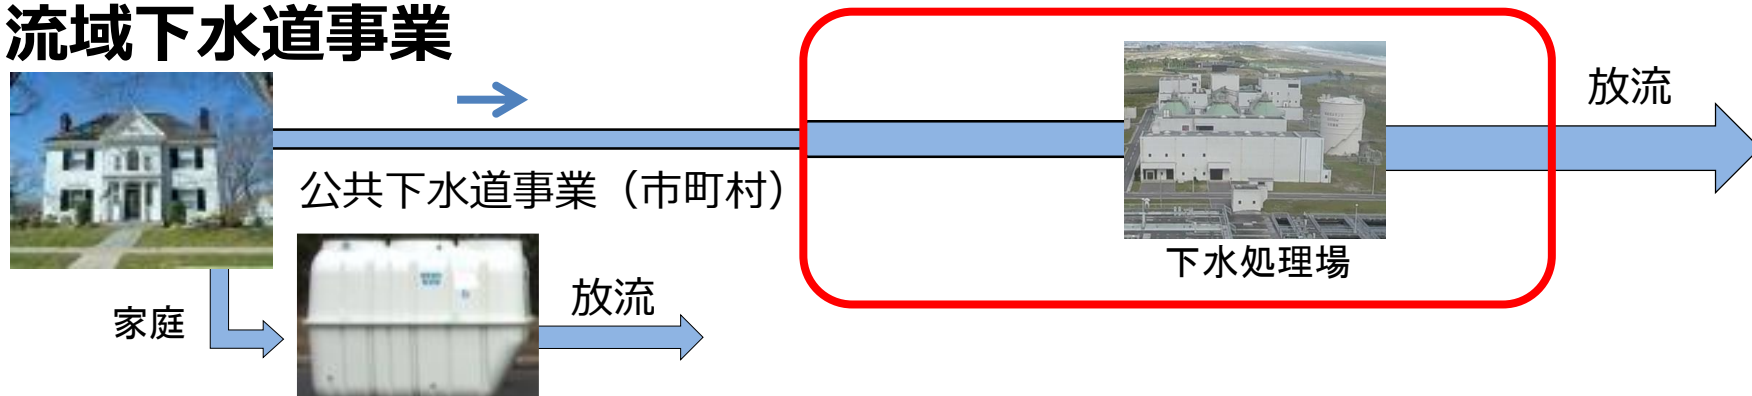 流域下水道事業
放流
公共下水道事業（市町村）
下水処理場
家庭
放流